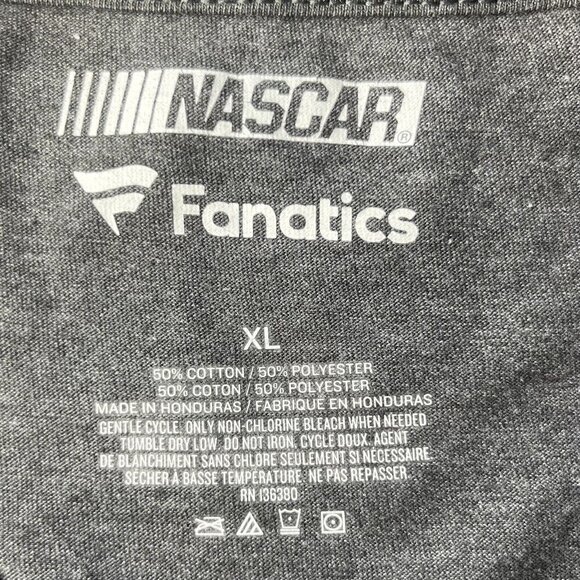 NASCAR®
Fanatics
XL
50% COTTON / 50% POLYESTER
50% COTON / 50% POLYESTER
MADE IN HONDURAS / FABRIQUÉ EN HONDURAS
GENTLE CYCLE. ONLY NON-CHLORINE BLEACH WHEN NEEDED.
TUMBLE DRY LOW. DO NOT IRON. CYCLE DOUX. AGENT
DE BLANCHIMENT SANS CHLORE SEULEMENT SI NÉCESSAIRE.
SÉCHER À BASSE TEMPÉRATURE. NE PAS REPASSER.
RN 136380